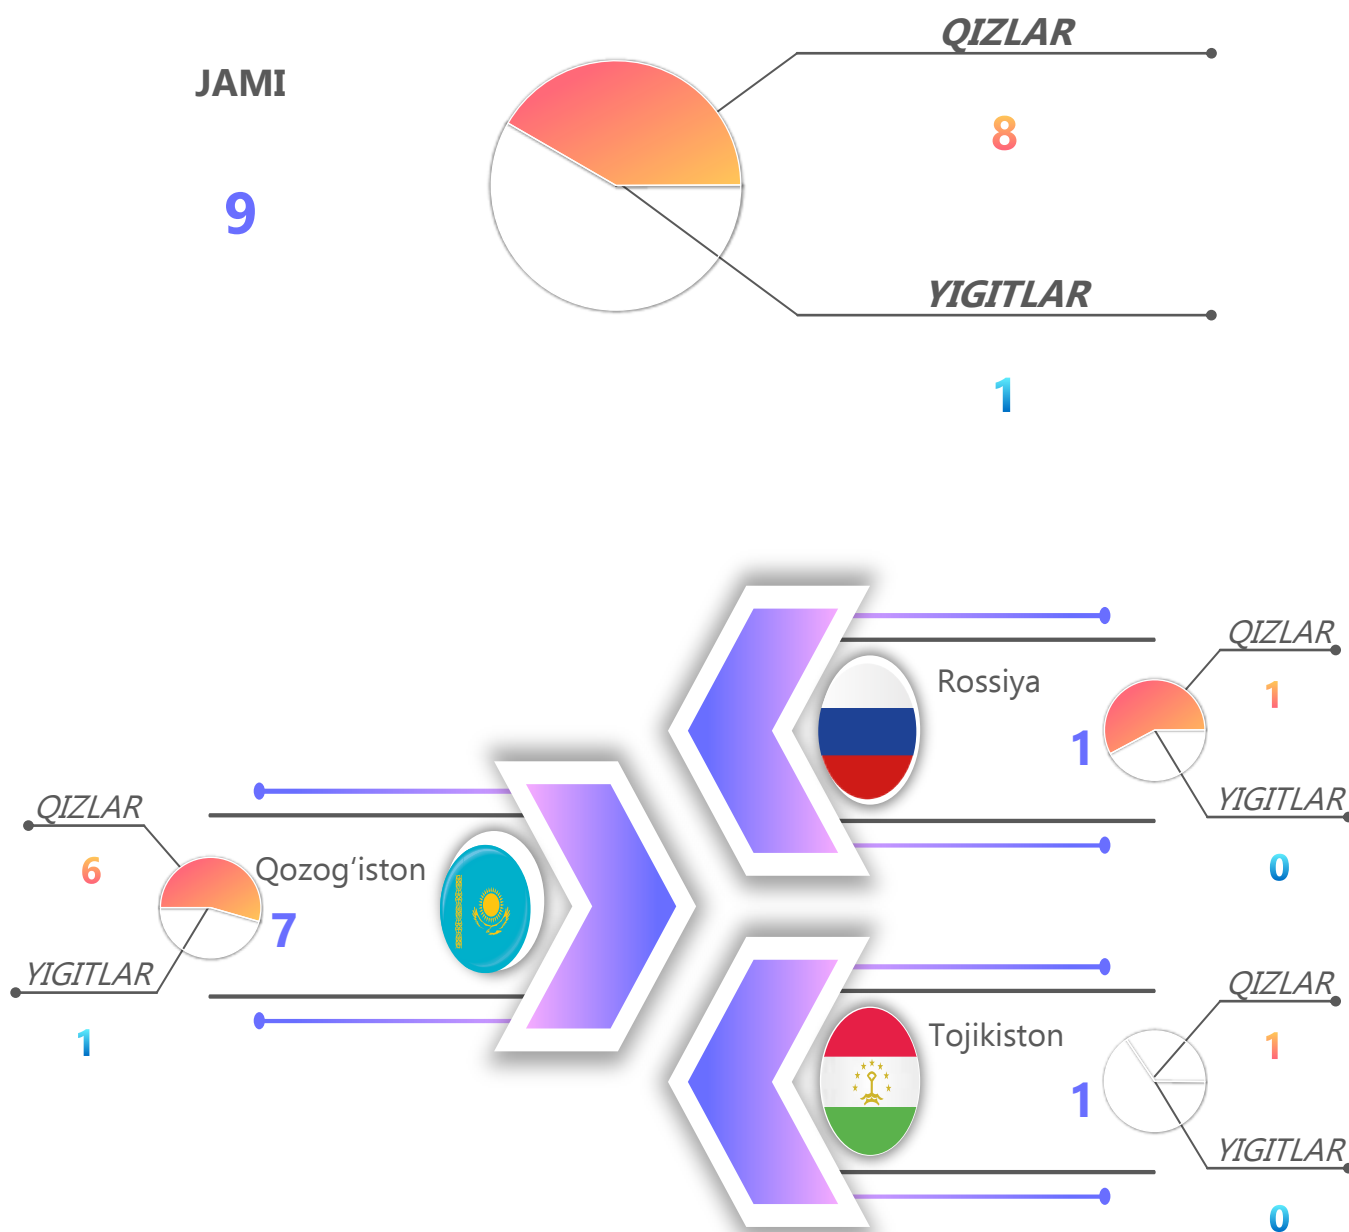 JAMI
9
QIZLAR
8
YIGITLAR
1
Rossiya
1
QIZLAR
1
YIGITLAR
0
QIZLAR
6
YIGITLAR
1
Qozog‘iston
7
Tojikiston
1
QIZLAR
1
YIGITLAR
0